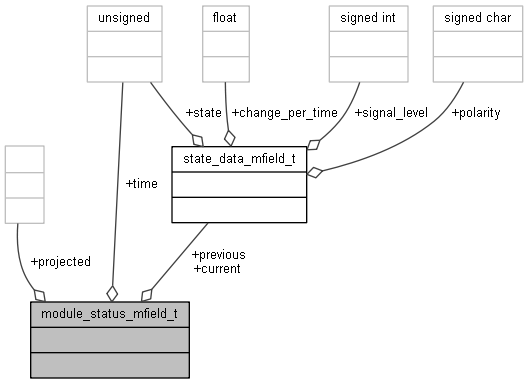 unsigned
float
signed int
signed char
+state
+change_per_time
+signal_level
+polarity
state_data_mfield_t
+time
+projected
+previous
+current
module_status_mfield_t